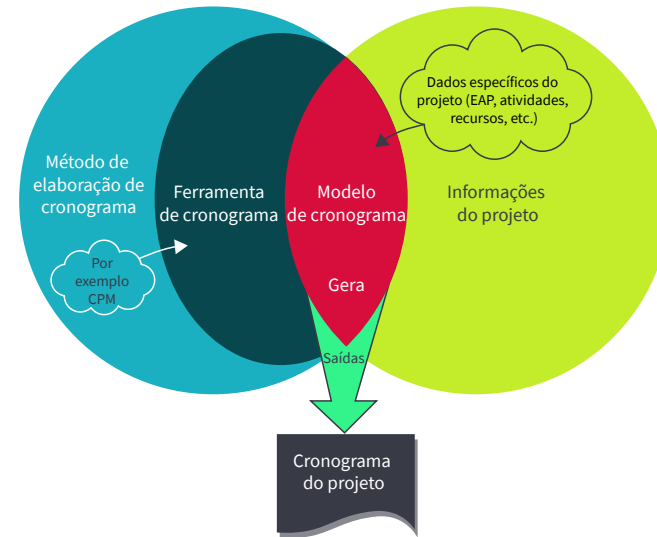 Método de
elaboração de
cronograma
Por
exemplo
CPM
Ferramenta
de cronograma
Modelo
de cronograma
Gera
Saídas
Dados específicos do
projeto (EAP, atividades,
recursos, etc.)
Informações
do projeto
Cronograma
do projeto